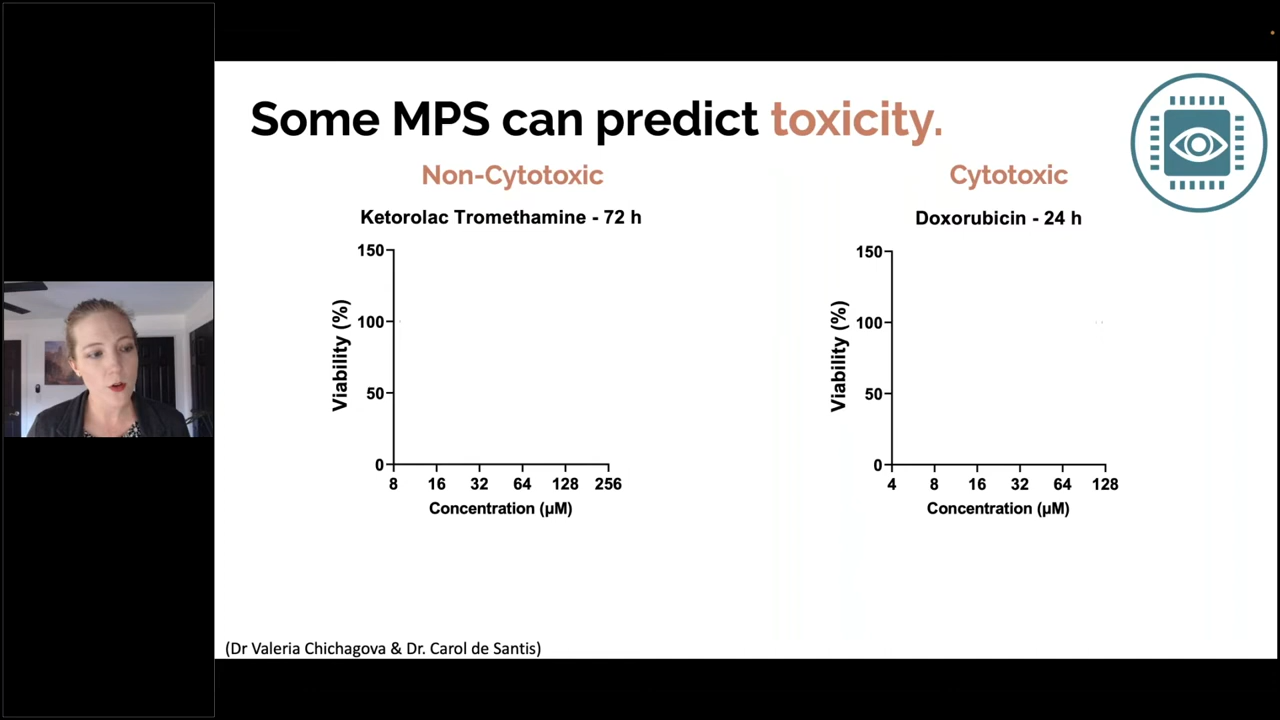 Some MPS can predict toxicity.
Non-Cytotoxic
Ketorolac Tromethamine - 72 h
150
100
50
0
Viability (%)
8 16 32 64 128 256
Concentration (µM)
Cytotoxic
Doxorubicin - 24 h
150
100
50
0
Viability (%)
4 8 16 32 64 128
Concentration (µM)
(Dr Valeria Chichagova & Dr. Carol de Santis)